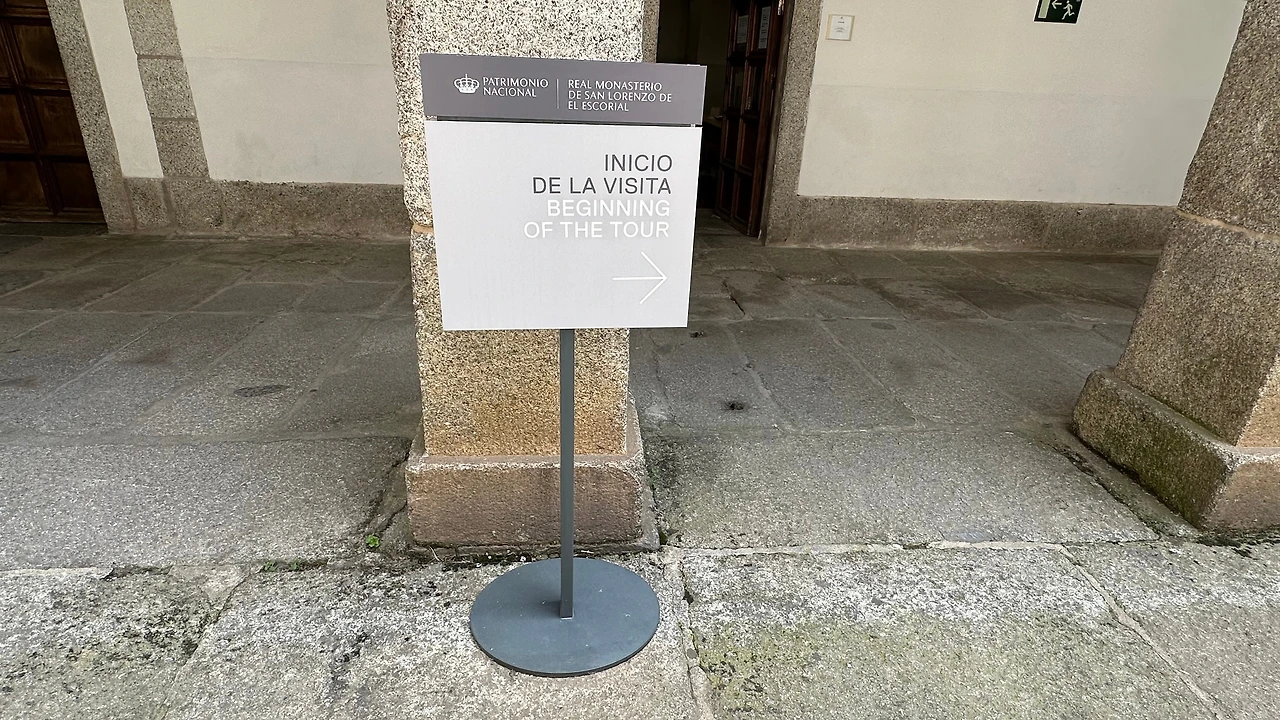 PATRIMONIO
NACIONAL
REAL MONASTERIO
DE SAN LORENZO DE
EL ESCORIAL
INICIO
DE LA VISITA
BEGINNING
OF THE TOUR